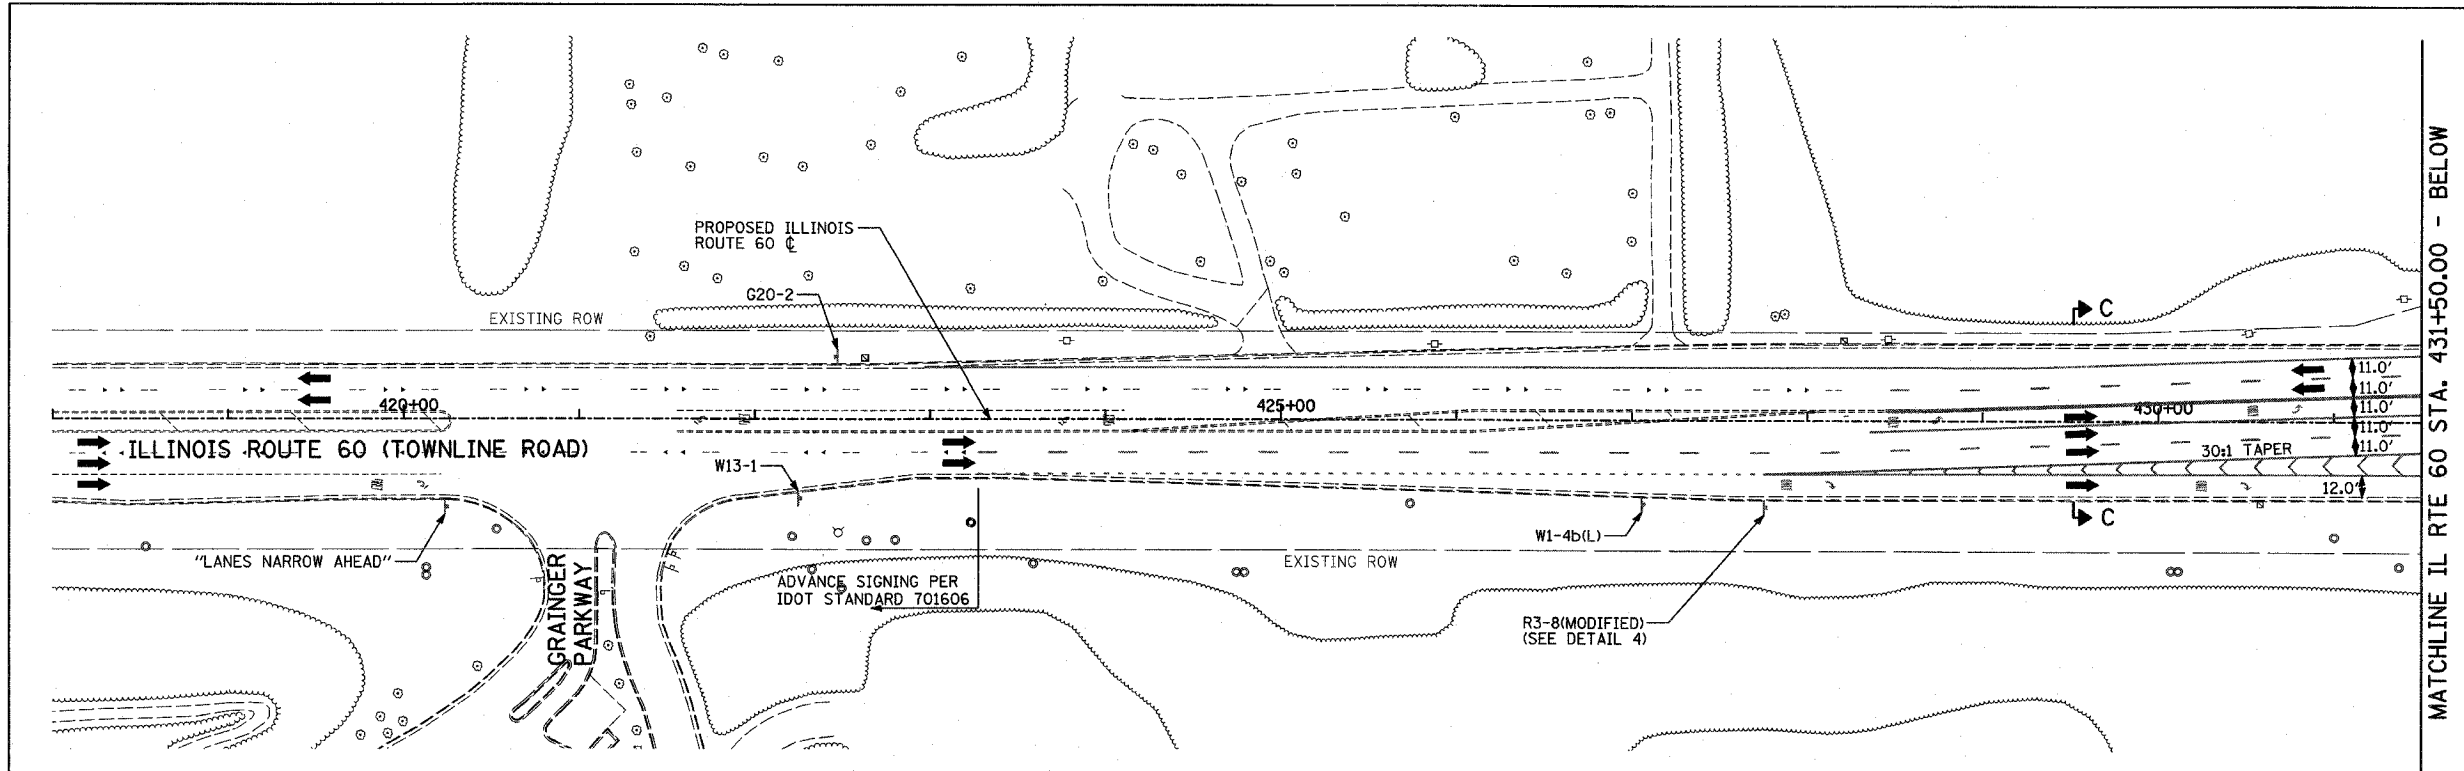 PROPOSED ILLINOIS
ROUTE 60 ℄
G20-2
EXISTING ROW
C
11.0'
11.0'
420+00
425+00
430+00
11.0'
11.0'
11.0'
ILLINOIS ROUTE 60 (TOWNLINE ROAD)
30:1 TAPER
W13-1
12.0'
C
"LANES NARROW AHEAD"
W1-4b(L)
EXISTING ROW
GRAINGER
PARKWAY
ADVANCE SIGNING PER
IDOT STANDARD 701606
R3-8(MODIFIED)
(SEE DETAIL 4)
MATCHLINE IL RTE 60 STA. 431+50.00 - BELOW